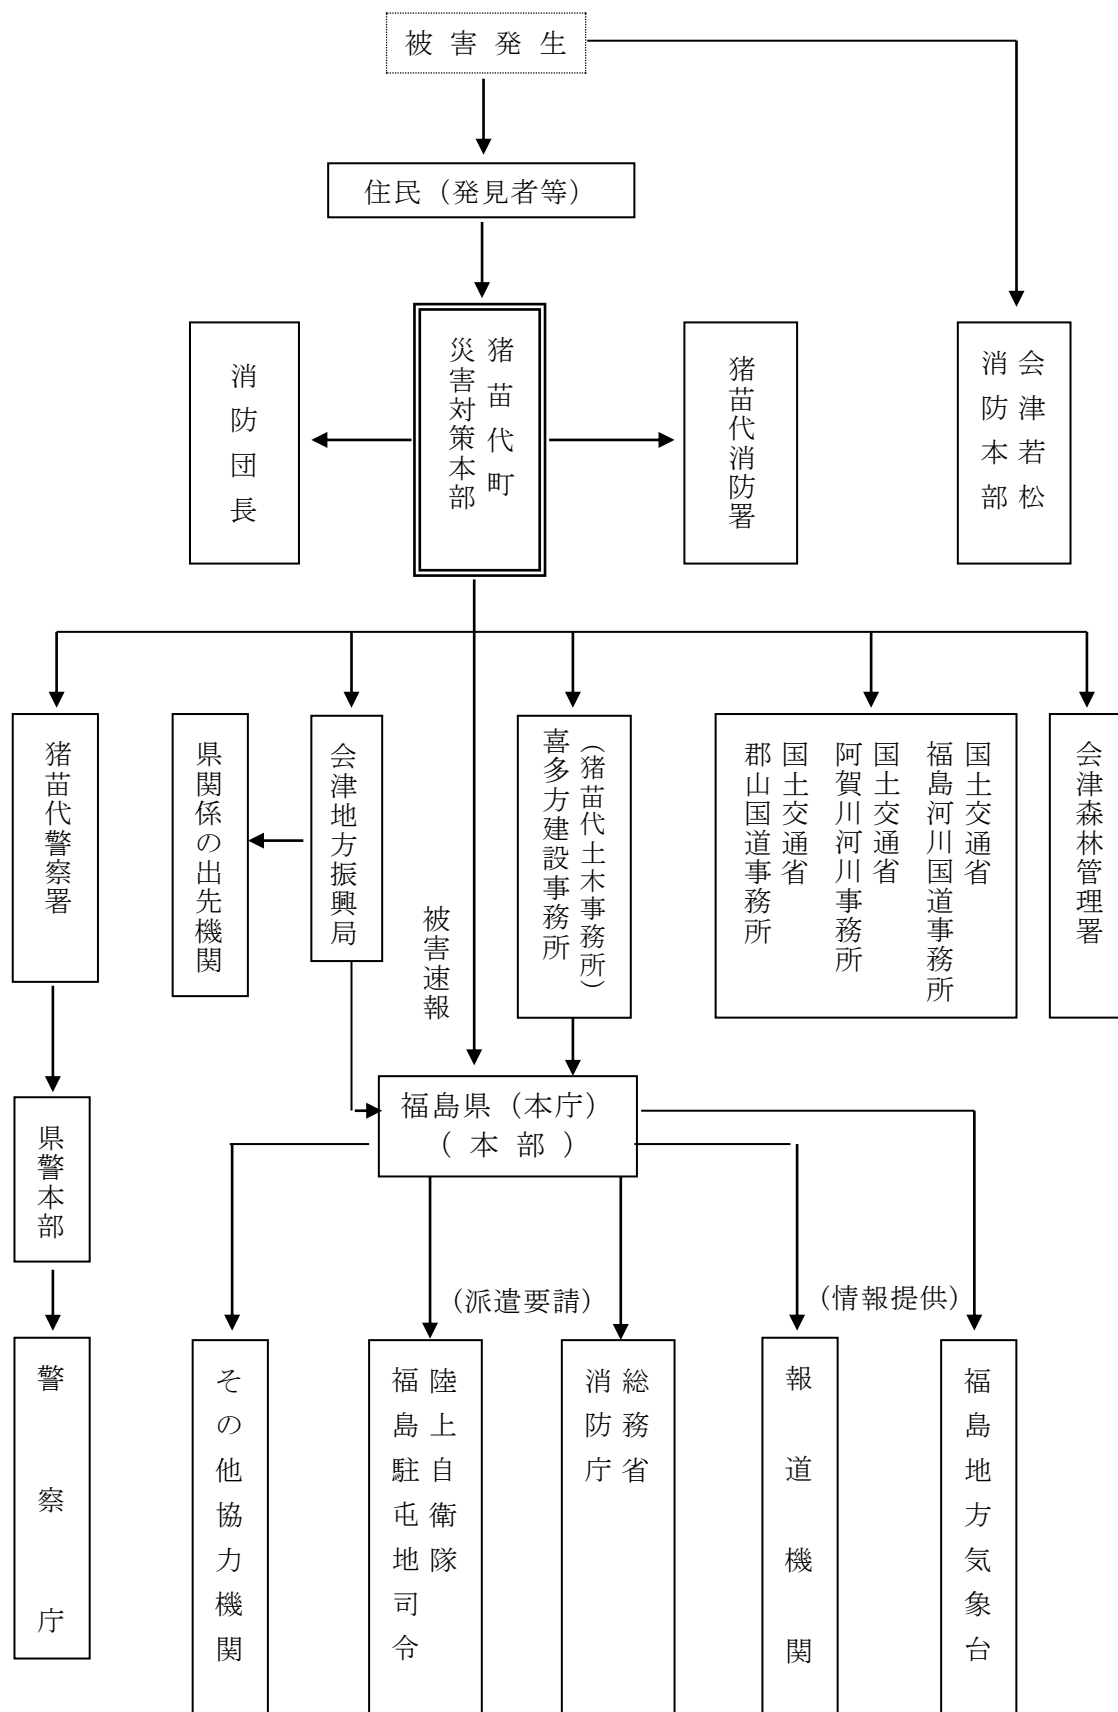 被害発生
住民（発見者等）
消防団長
猪苗代町
災害対策本部
猪苗代消防署
会津若松
消防本部
猪苗代警察署
県関係の出先機関
会津地方振興局
被害速報
（猪苗代土木事務所）
喜多方建設事務所
国土交通省
福島河川国道事務所
国土交通省
阿賀川河川事務所
国土交通省
郡山国道事務所
会津森林管理署
福島県（本庁）
（本部）
県警本部
（派遣要請）
（情報提供）
警察庁
その他協力機関
陸上自衛隊
福島駐屯地司令
総務省
消防庁
報道機関
福島地方気象台